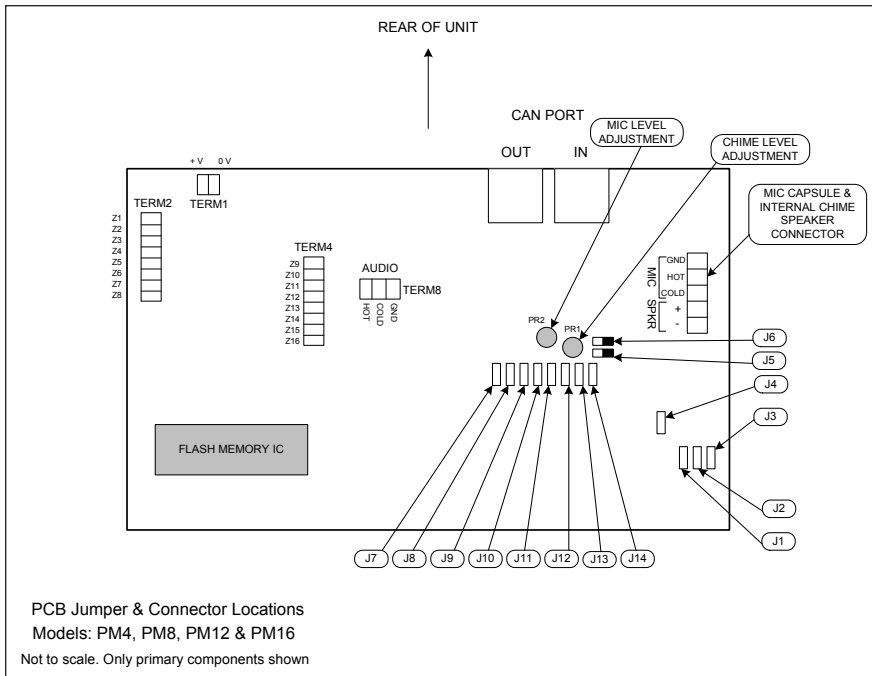 REAR OF UNIT
CAN PORT
OUT IN
MIC LEVEL
ADJUSTMENT
CHIME LEVEL
ADJUSTMENT
MIC CAPSULE &
INTERNAL CHIME
SPEAKER
CONNECTOR
+ V 0 V
TERM1
TERM2
Z1
Z2
Z3
Z4
Z5
Z6
Z7
Z8
TERM4
Z9
Z10
Z11
Z12
Z13
Z14
Z15
Z16
AUDIO
TERM8
HOT
COLD
GND
MIC
GND
HOT
COLD
SPKR
+
-
PR2
PR1
J6
J5
J4
J3
J2
J1
FLASH MEMORY IC
J7
J8
J9
J10
J11
J12
J13
J14
PCB Jumper & Connector Locations
Models: PM4, PM8, PM12 & PM16
Not to scale. Only primary components shown